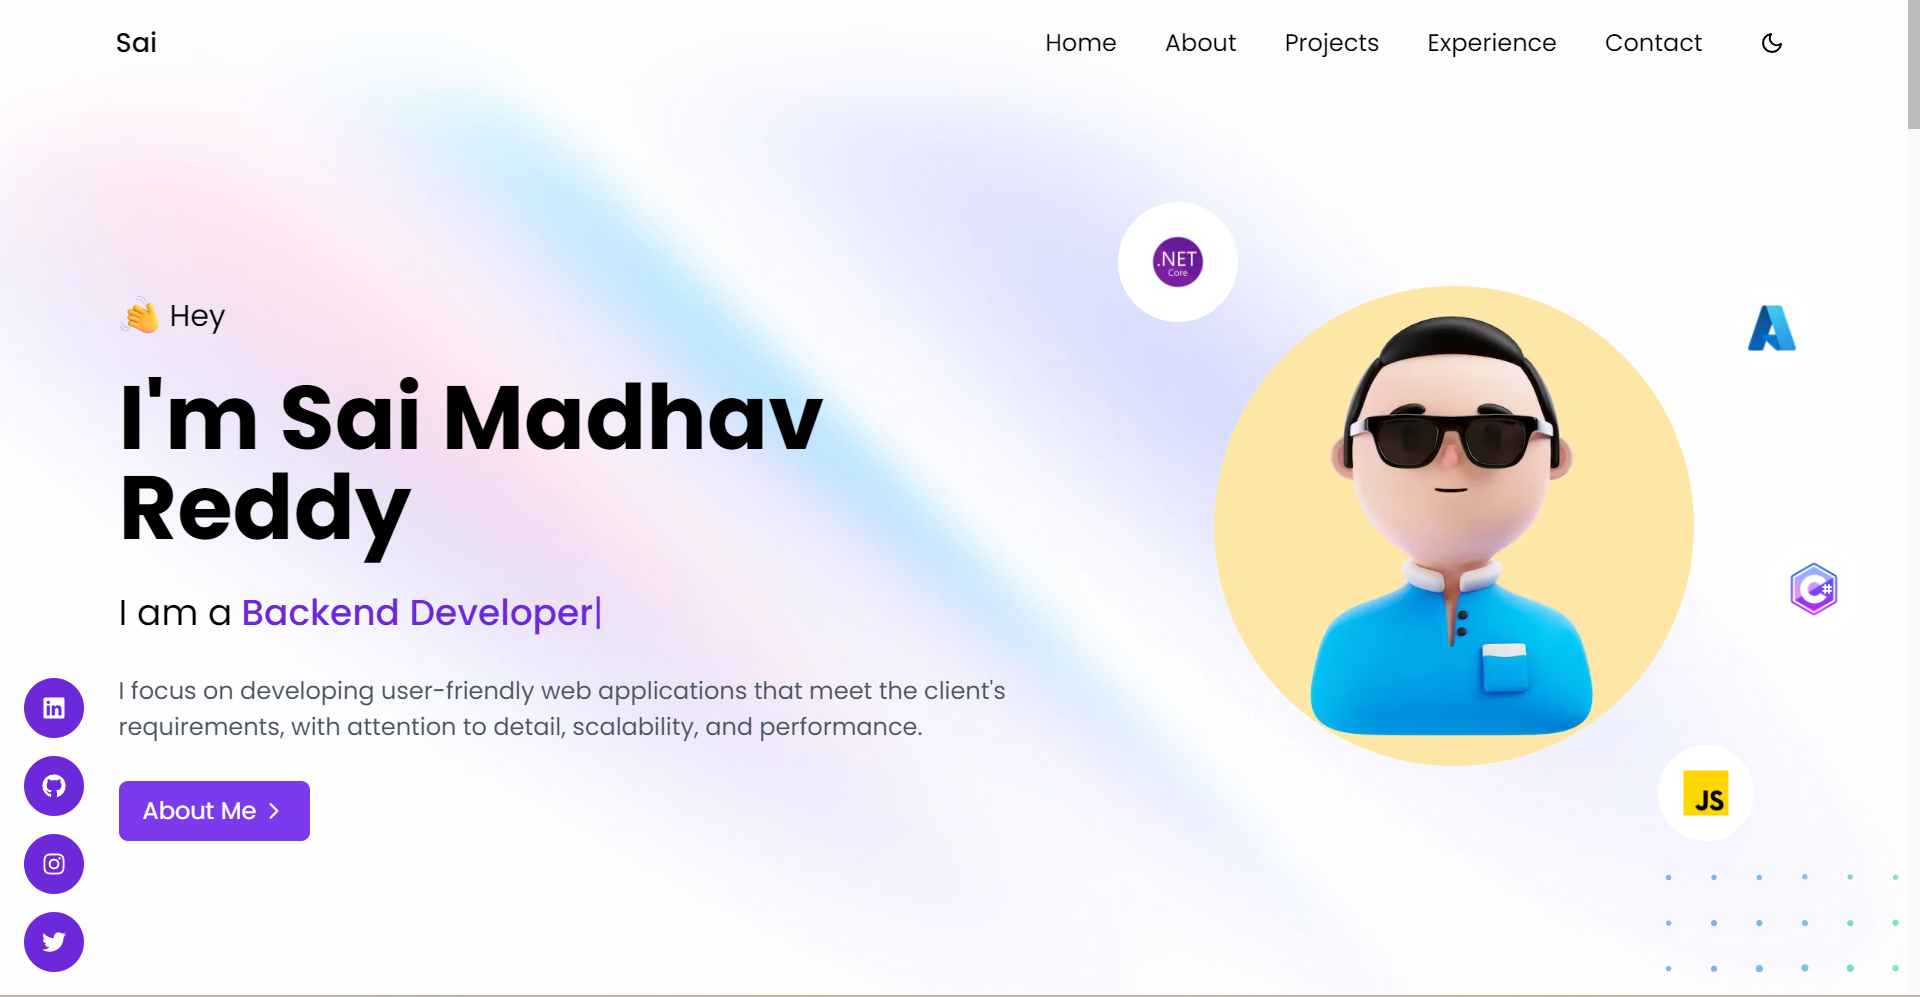 Sai
Home About Projects Experience Contact
.NET
Core
👋 Hey
I'm Sai Madhav
Reddy
I am a Backend Developer|
C#
I focus on developing user-friendly web applications that meet the client's
requirements, with attention to detail, scalability, and performance.
in
About Me >
JS